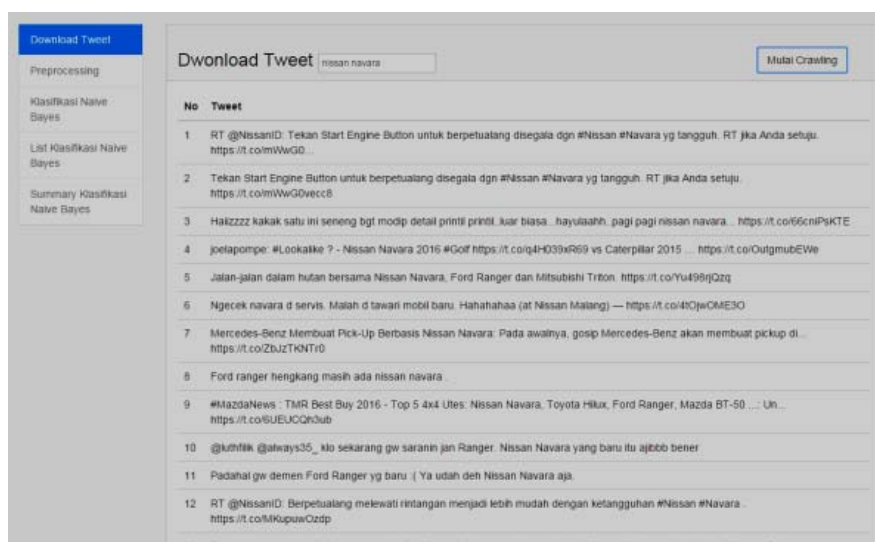 Download Tweet
Preprocessing
Klasifikasi Naive
Bayes
List Klasifikasi Naive
Bayes
Summary Klasifikasi
Naive Bayes
Dwonload Tweet nissan navara Mulai Crawling
No Tweet
1 RT @NissanID: Tekan Start Engine Button untuk berpetualang disegala dgn #Nissan #Navara yg tangguh. RT jika Anda setuju.
https://t.co/mWwG0...
2 Tekan Start Engine Button untuk berpetualang disegala dgn #Nissan #Navara yg tangguh. RT jika Anda setuju.
https://t.co/mWwG0vecc8
3 Halizzzz kakak satu ini seneng bgt modip detail printil printil..luar biasa...hayulaahh..pagi pagi nissan navara... https://t.co/66cniPsKTE
4 joelapompe: #Lookalike ? - Nissan Navara 2016 #Golf https://t.co/q4H039xR69 vs Caterpillar 2015 .... https://t.co/OutgmubEWe
5 Jalan-jalan dalam hutan bersama Nissan Navara, Ford Ranger dan Mitsubishi Triton. https://t.co/Yu498rjQzq
6 Ngecek navara d servis. Malah d tawari mobil baru. Hahahahaa (at Nissan Malang) — https://t.co/4tOjwOME3O
7 Mercedes-Benz Membuat Pick-Up Berbasis Nissan Navara: Pada awalnya, gosip Mercedes-Benz akan membuat pickup di...
https://t.co/ZbJzTKNTr0
8 Ford ranger hengkang masih ada nissan navara .
9 #MazdaNews : TMR Best Buy 2016 - Top 5 4x4 Utes: Nissan Navara, Toyota Hilux, Ford Ranger, Mazda BT-50 ...: Un...
https://t.co/6UEUCQh3ub
10 @luthfilik @always35_ klo sekarang gw saranin jan Ranger. Nissan Navara yang baru itu ajibbb bener
11 Padahal gw demen Ford Ranger yg baru :( Ya udah deh Nissan Navara aja.
12 RT @NissanID: Berpetualang melewati rintangan menjadi lebih mudah dengan ketangguhan #Nissan #Navara .
https://t.co/MKupuwOzdp